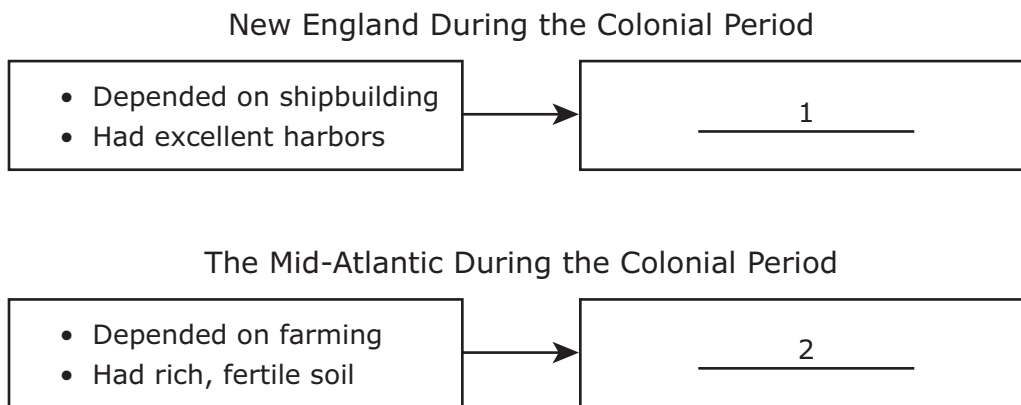 New England During the Colonial Period
• Depended on shipbuilding
• Had excellent harbors
1
The Mid-Atlantic During the Colonial Period
• Depended on farming
• Had rich, fertile soil
2